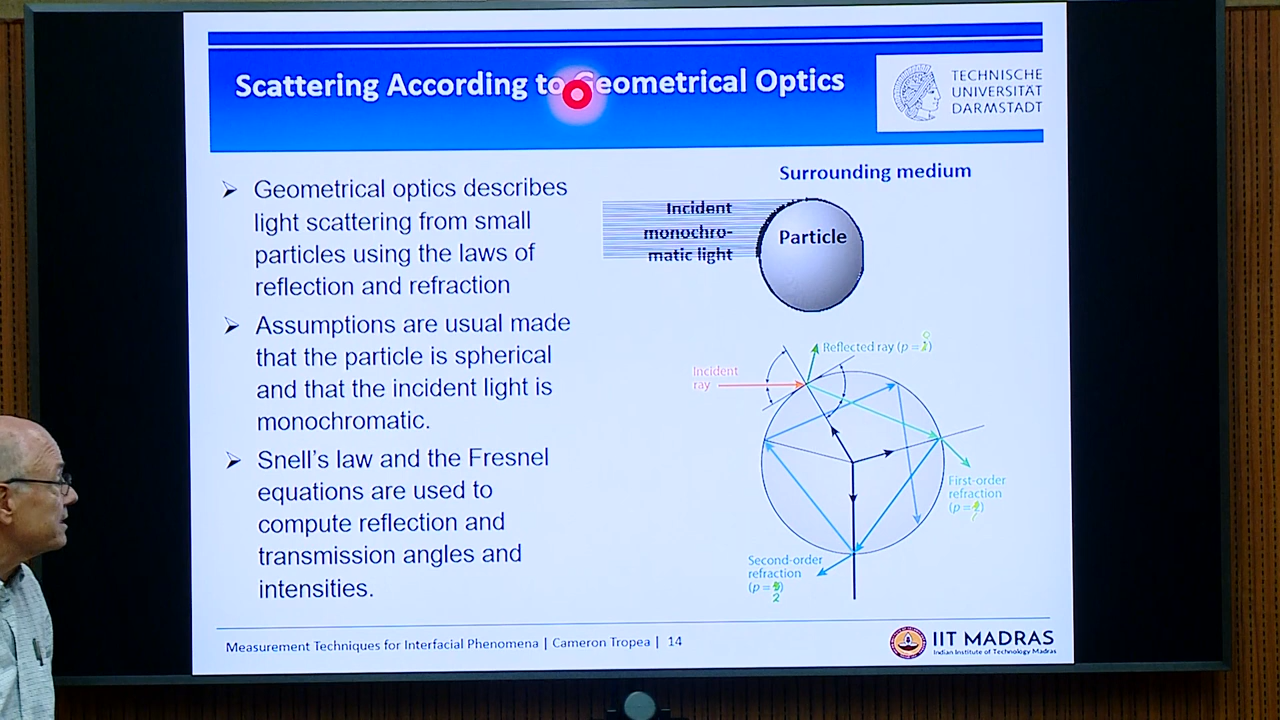 Scattering According to Geometrical Optics
TECHNISCHE
UNIVERSITÄT
DARMSTADT
➢ Geometrical optics describes
light scattering from small
particles using the laws of
reflection and refraction
➢ Assumptions are usual made
that the particle is spherical
and that the incident light is
monochromatic.
➢ Snell's law and the Fresnel
equations are used to
compute reflection and
transmission angles and
intensities.
Surrounding medium
Incident
monochro-
matic light
Particle
Reflected ray (p = 0)
Incident
ray
First-order
refraction
(p = 1)
Second-order
refraction
(p = 2)
Measurement Techniques for Interfacial Phenomena | Cameron Tropea | 14
IIT MADRAS
Indian Institute of Technology Madras